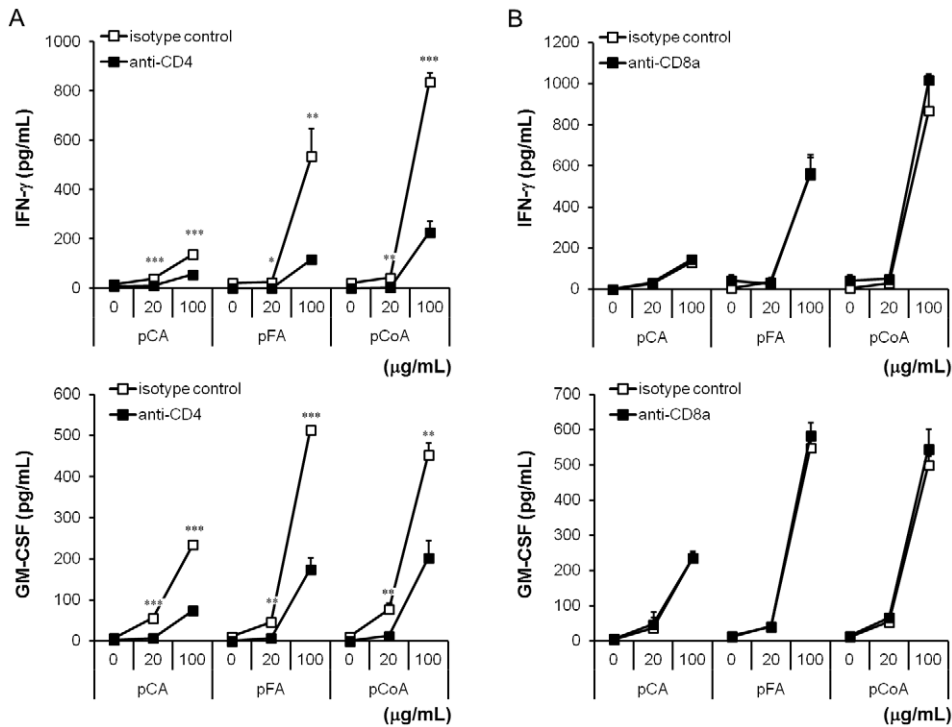 A
isotype control
anti-CD4
IFN-γ (pg/mL)
1000
800
600
400
200
0
***
***
*
**
**
***
0 20 100 0 20 100 0 20 100
pCA pFA pCoA
(μg/mL)
B
isotype control
anti-CD8a
IFN-γ (pg/mL)
1200
1000
800
600
400
200
0
0 20 100 0 20 100 0 20 100
pCA pFA pCoA
(μg/mL)
isotype control
anti-CD4
GM-CSF (pg/mL)
600
500
400
300
200
100
0
***
***
**
***
**
**
0 20 100 0 20 100 0 20 100
pCA pFA pCoA
(μg/mL)
isotype control
anti-CD8a
GM-CSF (pg/mL)
700
600
500
400
300
200
100
0
0 20 100 0 20 100 0 20 100
pCA pFA pCoA
(μg/mL)